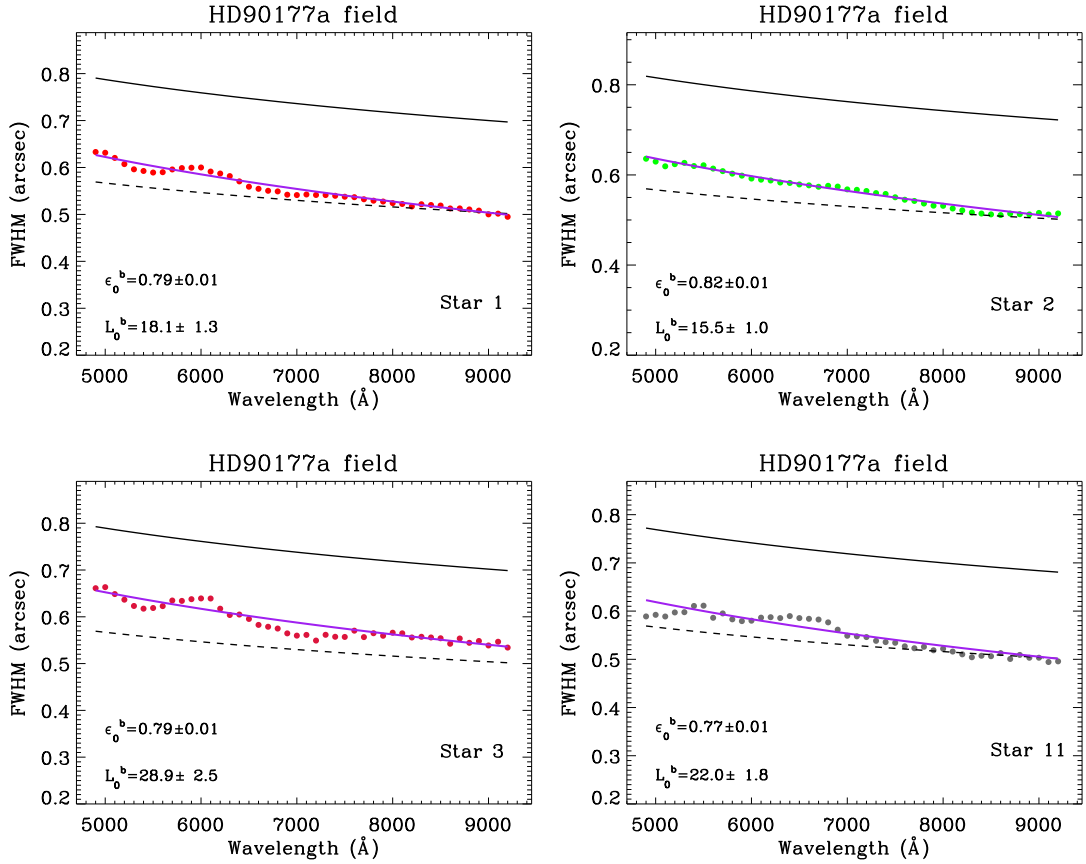 HD90177a field
HD90177a field
FWHM (arcsec)
0.8
0.7
0.6
0.5
0.4
0.3
0.2
ϵ₀ᵇ=0.79±0.01
L₀ᵇ=18.1± 1.3
Star 1
5000 6000 7000 8000 9000
Wavelength (Å)
FWHM (arcsec)
0.8
0.6
0.4
0.2
ϵ₀ᵇ=0.82±0.01
L₀ᵇ=15.5± 1.0
Star 2
5000 6000 7000 8000 9000
Wavelength (Å)
HD90177a field
HD90177a field
FWHM (arcsec)
0.8
0.7
0.6
0.5
0.4
0.3
0.2
ϵ₀ᵇ=0.79±0.01
L₀ᵇ=28.9± 2.5
Star 3
5000 6000 7000 8000 9000
Wavelength (Å)
FWHM (arcsec)
0.8
0.7
0.6
0.5
0.4
0.3
0.2
ϵ₀ᵇ=0.77±0.01
L₀ᵇ=22.0± 1.8
Star 11
5000 6000 7000 8000 9000
Wavelength (Å)